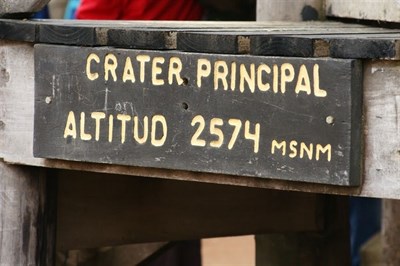 CRATER PRINCIPAL
ALTITUD 2574 MSNM